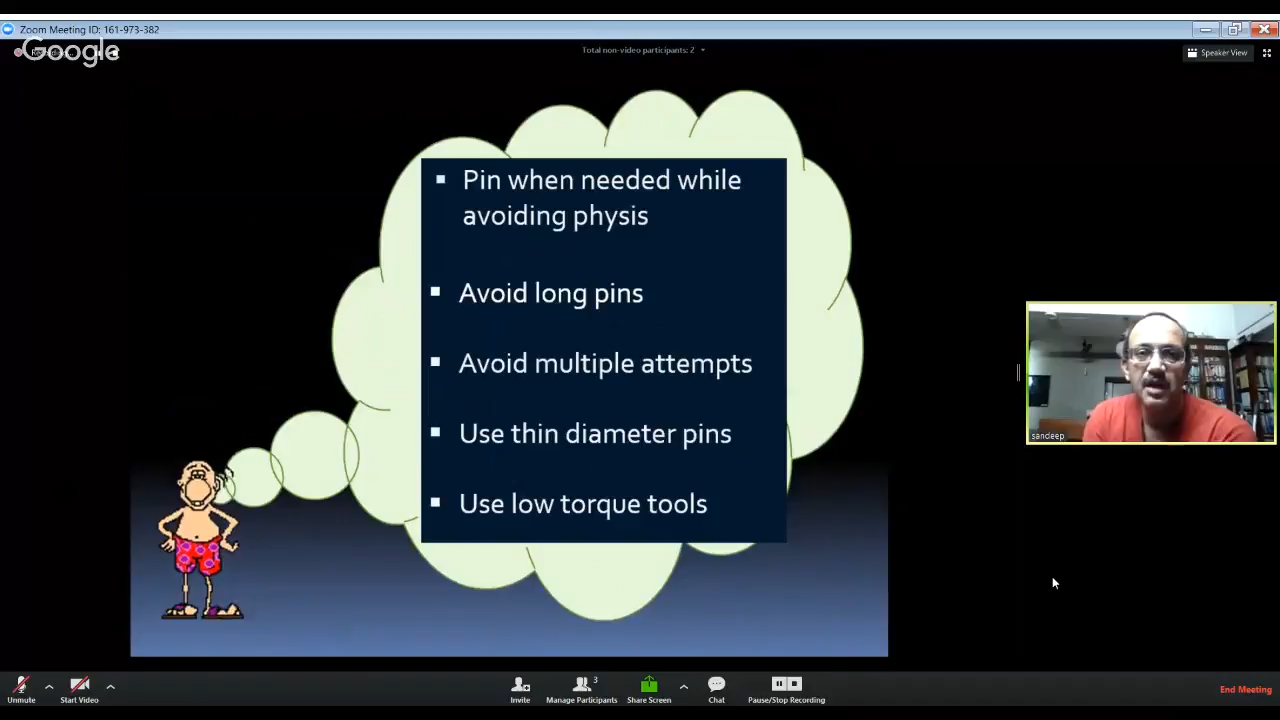 Zoom Meeting ID: 161-973-382
Google
Total non-video participants: 2
Speaker View
▪ Pin when needed while
avoiding physis
▪ Avoid long pins
▪ Avoid multiple attempts
▪ Use thin diameter pins
▪ Use low torque tools
sandeep
Unmute
Start Video
Invite
3
Manage Participants
Share Screen
Chat
Pause/Stop Recording
End Meeting